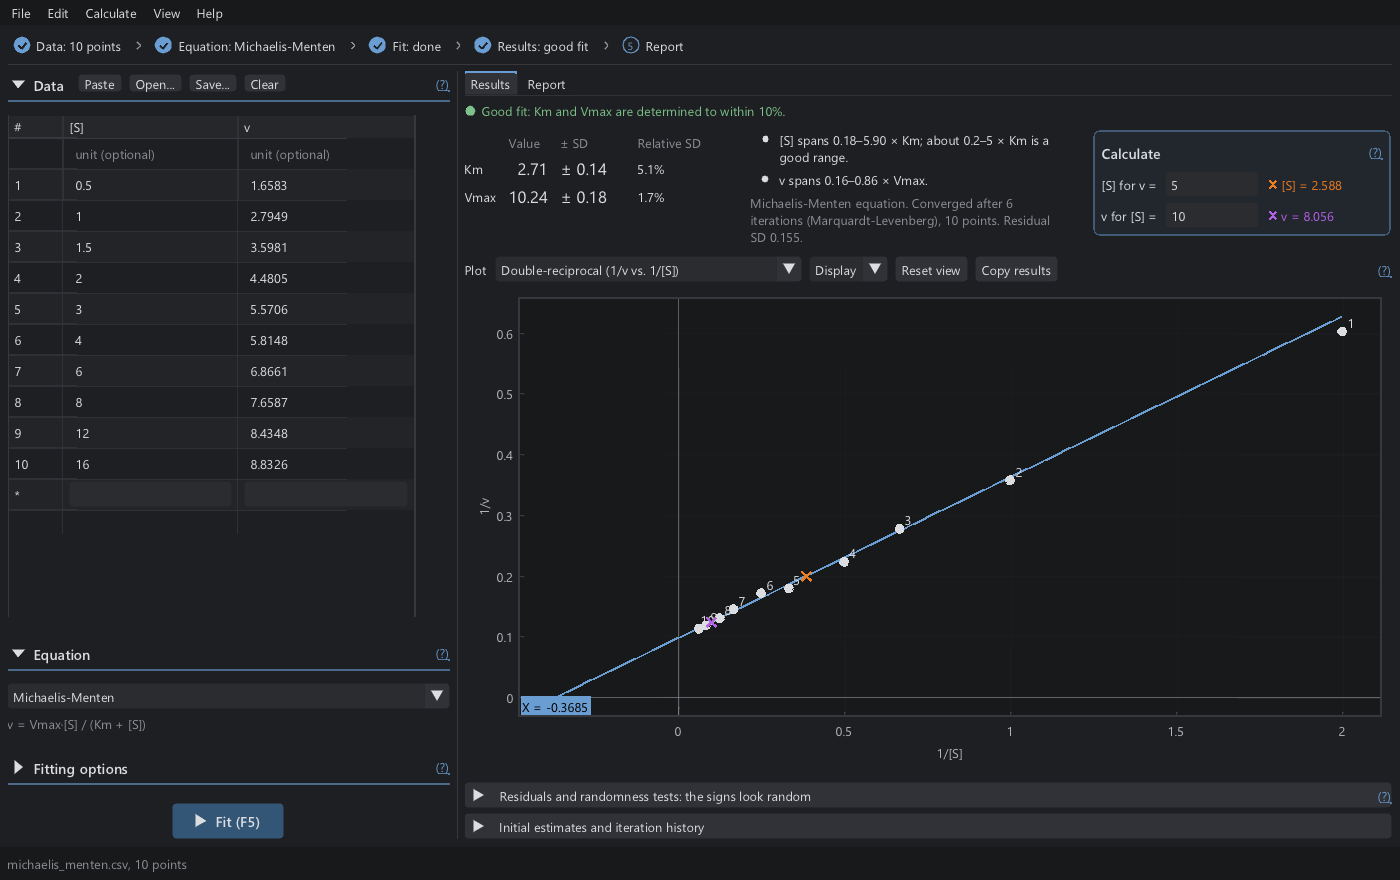 File Edit Calculate View Help
Data: 10 points > Equation: Michaelis-Menten > Fit: done > Results: good fit > 5 Report
Data Paste Open... Save... Clear (?)
# [S] v
unit (optional) unit (optional)
1 0.5 1.6583
2 1 2.7949
3 1.5 3.5981
4 2 4.4805
5 3 5.5706
6 4 5.8148
7 6 6.8661
8 8 7.6587
9 12 8.4348
10 16 8.8326
*
Equation (?)
Michaelis-Menten
v = Vmax·[S] / (Km + [S])
Fitting options (?)
Fit (F5)
Results Report
Good fit: Km and Vmax are determined to within 10%.
Value ± SD Relative SD
Km 2.71 ± 0.14 5.1%
Vmax 10.24 ± 0.18 1.7%
[S] spans 0.18–5.90 × Km; about 0.2–5 × Km is a
good range.
v spans 0.16–0.86 × Vmax.
Michaelis-Menten equation. Converged after 6
iterations (Marquardt-Levenberg), 10 points. Residual
SD 0.155.
Calculate (?)
[S] for v = 5 [S] = 2.588
v for [S] = 10 v = 8.056
Plot Double-reciprocal (1/v vs. 1/[S]) Display Reset view Copy results (?)
0.6
0.5
0.4
0.3
0.2
0.1
0
1/v
1
2
3
4
5
6
7
8
X = -0.3685
0 0.5 1 1.5 2
1/[S]
Residuals and randomness tests: the signs look random (?)
Initial estimates and iteration history
michaelis_menten.csv, 10 points